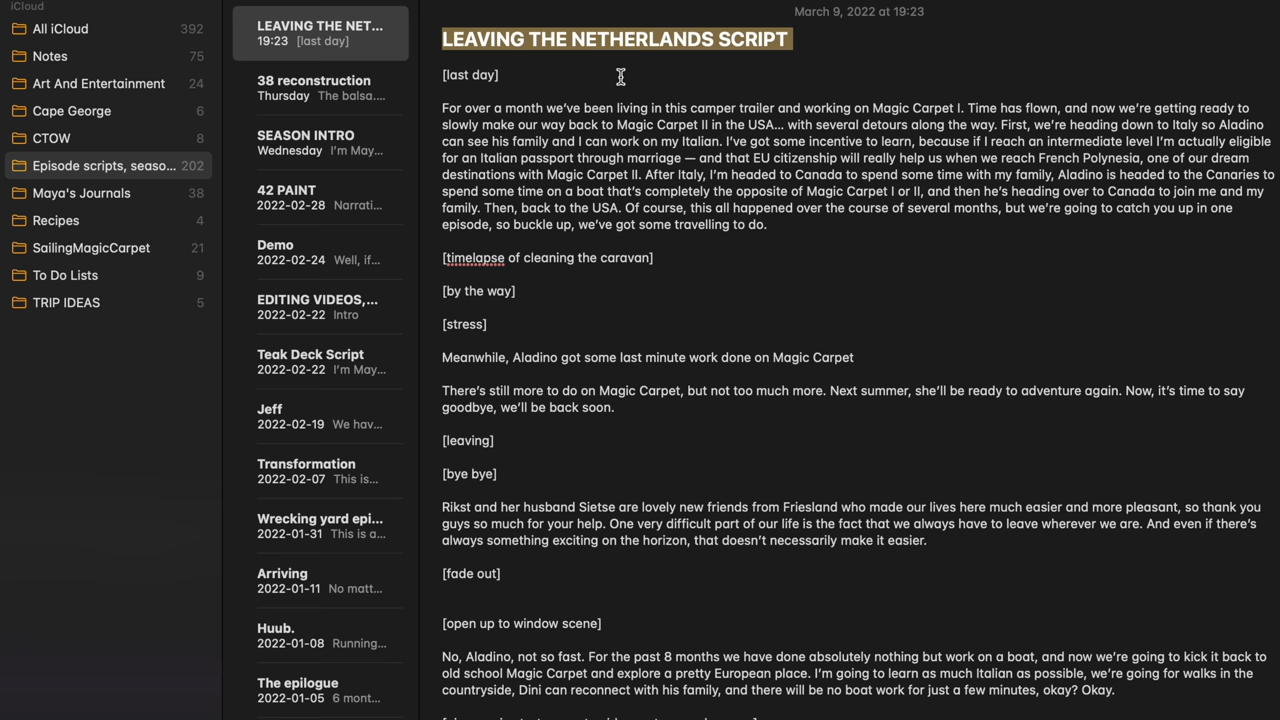 iCloud
All iCloud 392
Notes 75
Art And Entertainment 24
Cape George 6
CTOW 8
Episode scripts, seaso... 202
Maya's Journals 38
Recipes 4
SailingMagicCarpet 21
To Do Lists 9
TRIP IDEAS 5
LEAVING THE NET...
19:23 [last day]
38 reconstruction
Thursday The balsa....
SEASON INTRO
Wednesday I'm May...
42 PAINT
2022-02-28 Narrati...
Demo
2022-02-24 Well, if...
EDITING VIDEOS,...
2022-02-22 Intro
Teak Deck Script
2022-02-22 I'm May...
Jeff
2022-02-19 We hav...
Transformation
2022-02-07 This is...
Wrecking yard epi...
2022-01-31 This is a...
Arriving
2022-01-11 No matt...
Huub.
2022-01-08 Running...
The epilogue
2022-01-05 6 mont...
March 9, 2022 at 19:23
LEAVING THE NETHERLANDS SCRIPT
[last day]
For over a month we've been living in this camper trailer and working on Magic Carpet I. Time has flown, and now we're getting ready to
slowly make our way back to Magic Carpet II in the USA... with several detours along the way. First, we're heading down to Italy so Aladino
can see his family and I can work on my Italian. I've got some incentive to learn, because if I reach an intermediate level I'm actually eligible
for an Italian passport through marriage — and that EU citizenship will really help us when we reach French Polynesia, one of our dream
destinations with Magic Carpet II. After Italy, I'm headed to Canada to spend some time with my family, Aladino is headed to the Canaries to
spend some time on a boat that's completely the opposite of Magic Carpet I or II, and then he's heading over to Canada to join me and my
family. Then, back to the USA. Of course, this all happened over the course of several months, but we're going to catch you up in one
episode, so buckle up, we've got some travelling to do.
[timelapse of cleaning the caravan]
[by the way]
[stress]
Meanwhile, Aladino got some last minute work done on Magic Carpet
There's still more to do on Magic Carpet, but not too much more. Next summer, she'll be ready to adventure again. Now, it's time to say
goodbye, we'll be back soon.
[leaving]
[bye bye]
Rikst and her husband Sietse are lovely new friends from Friesland who made our lives here much easier and more pleasant, so thank you
guys so much for your help. One very difficult part of our life is the fact that we always have to leave wherever we are. And even if there's
always something exciting on the horizon, that doesn't necessarily make it easier.
[fade out]
[open up to window scene]
No, Aladino, not so fast. For the past 8 months we have done absolutely nothing but work on a boat, and now we're going to kick it back to
old school Magic Carpet and explore a pretty European place. I'm going to learn as much Italian as possible, we're going for walks in the
countryside, Dini can reconnect with his family, and there will be no boat work for just a few minutes, okay? Okay.